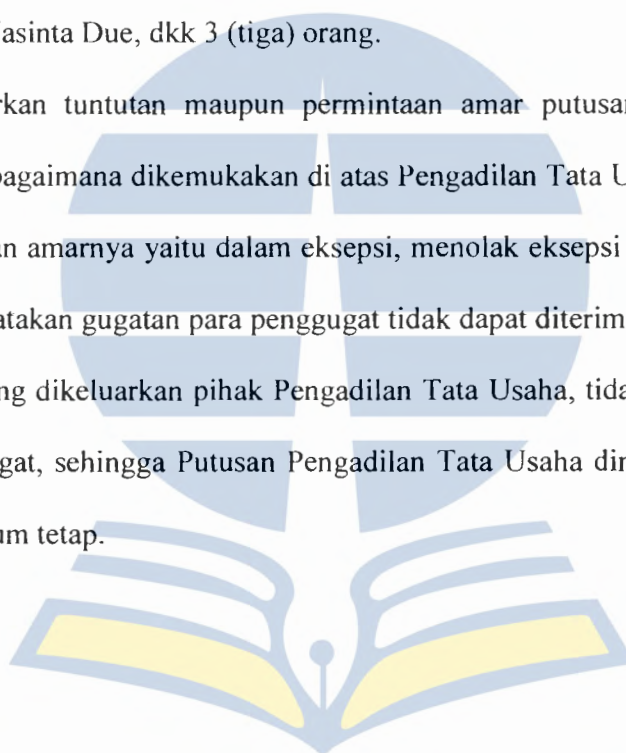 asinta Due, dkk 3 (tiga) orang.
rkan tuntutan maupun permintaan amar putusan
bagaimana dikemukakan di atas Pengadilan Tata U
n amarnya yaitu dalam eksepsi, menolak eksepsi
atakan gugatan para penggugat tidak dapat diterim
ng dikeluarkan pihak Pengadilan Tata Usaha, tida
gat, sehingga Putusan Pengadilan Tata Usaha din
um tetap.